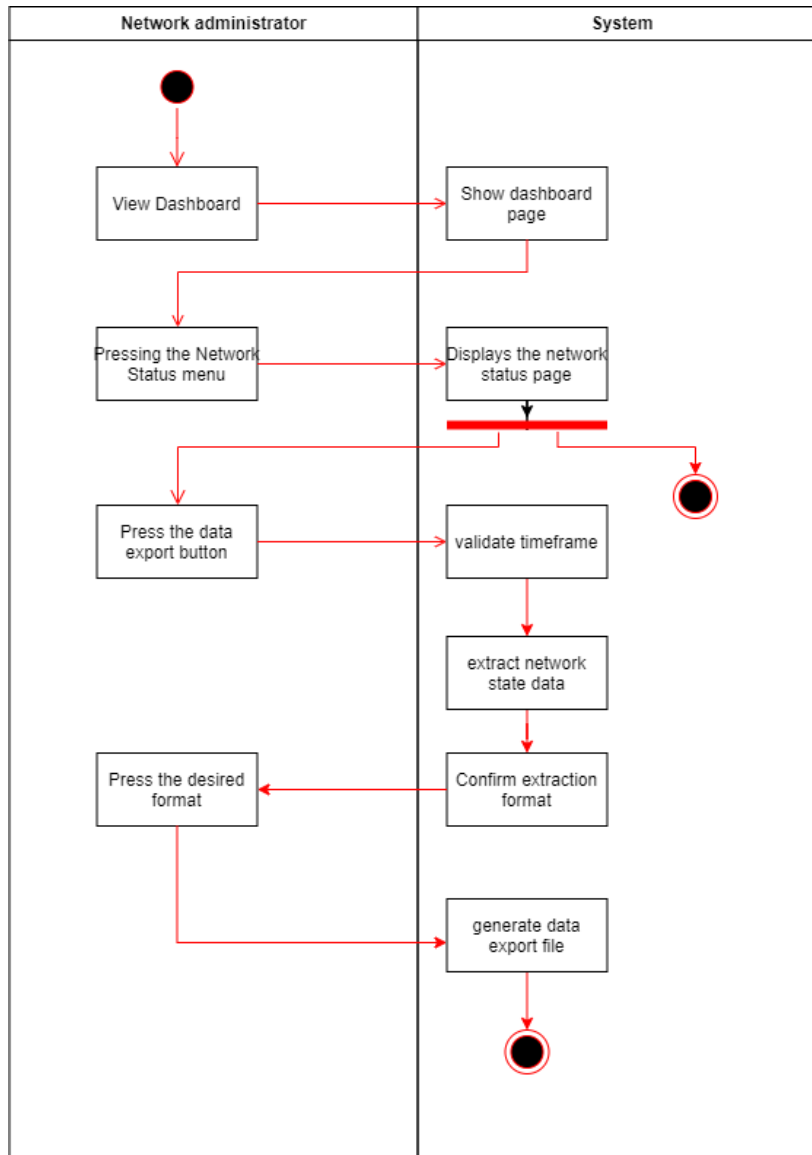 Network administrator
System
View Dashboard
Show dashboard
page
Pressing the Network
Status menu
Displays the network
status page
Press the data
export button
validate timeframe
extract network
state data
Press the desired
format
Confirm extraction
format
generate data
export file